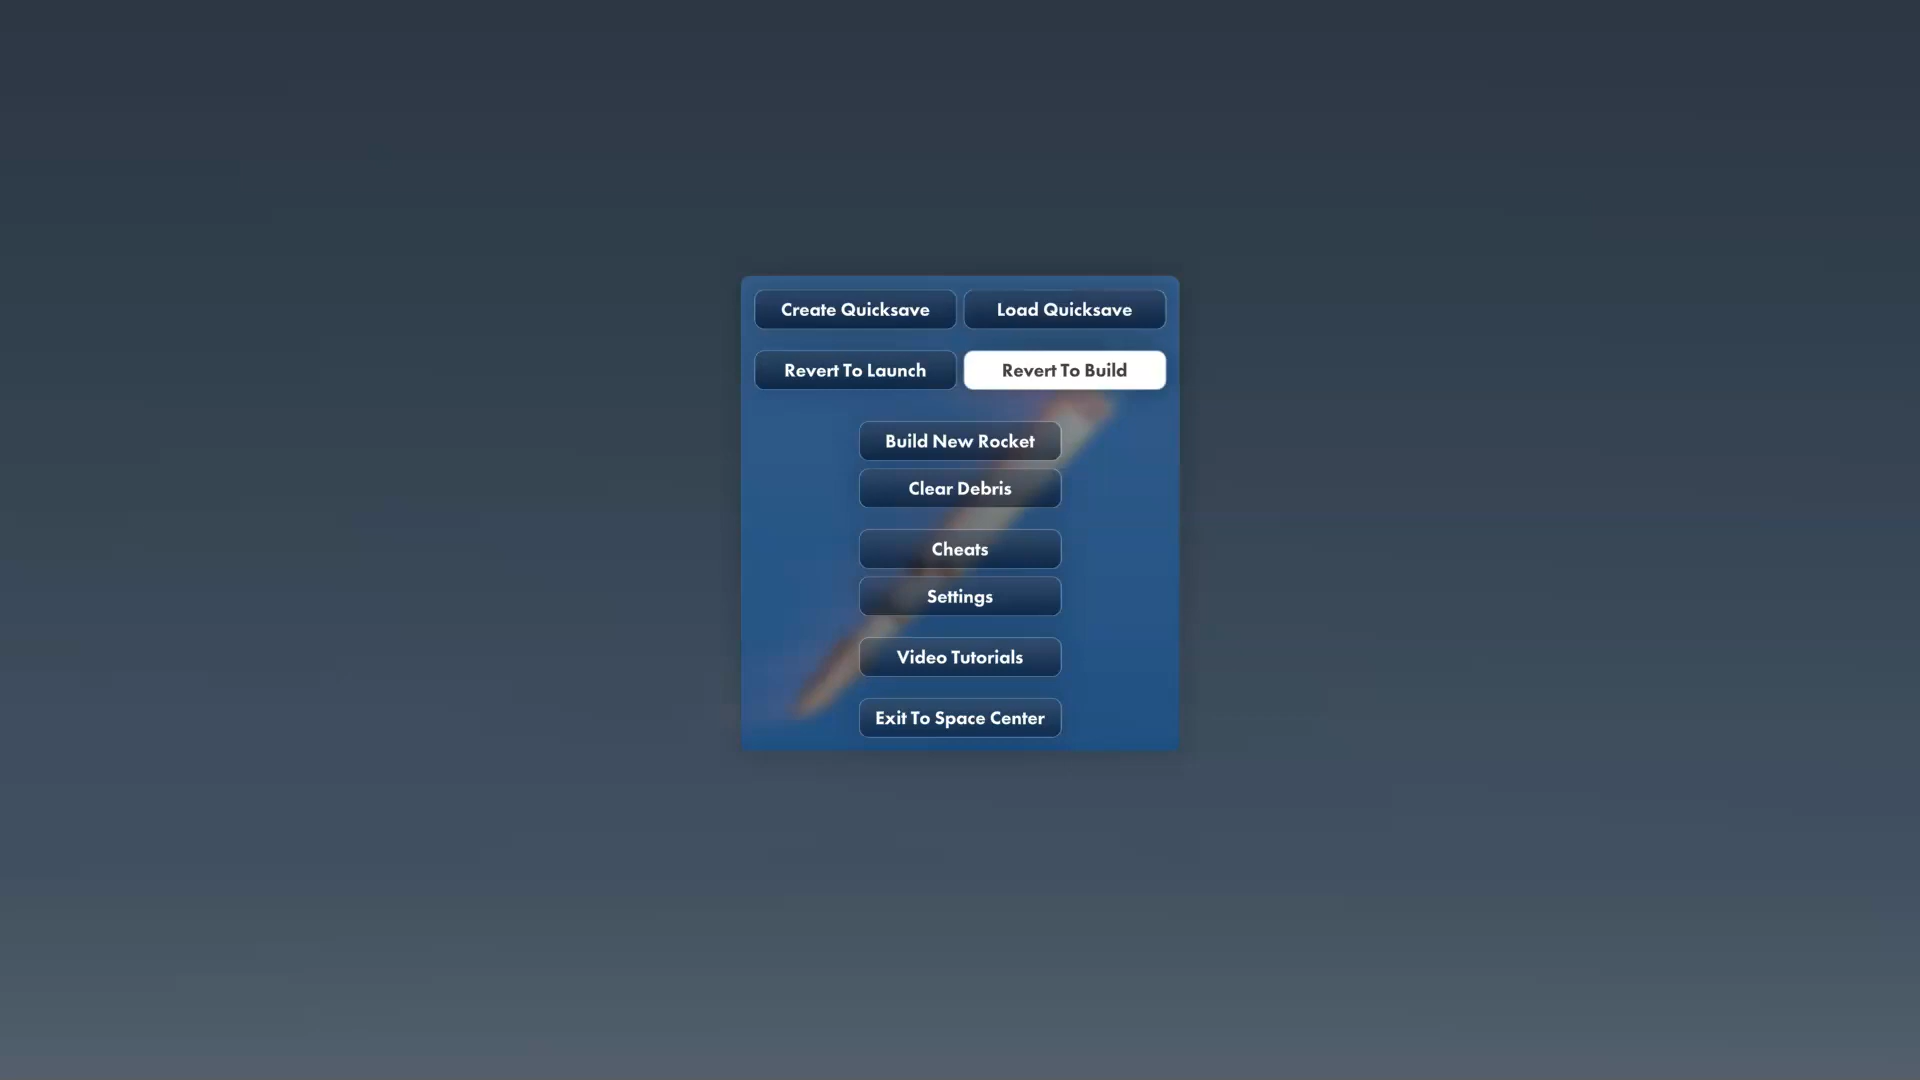 Create Quicksave
Load Quicksave
Revert To Launch
Revert To Build
Build New Rocket
Clear Debris
Cheats
Settings
Video Tutorials
Exit To Space Center